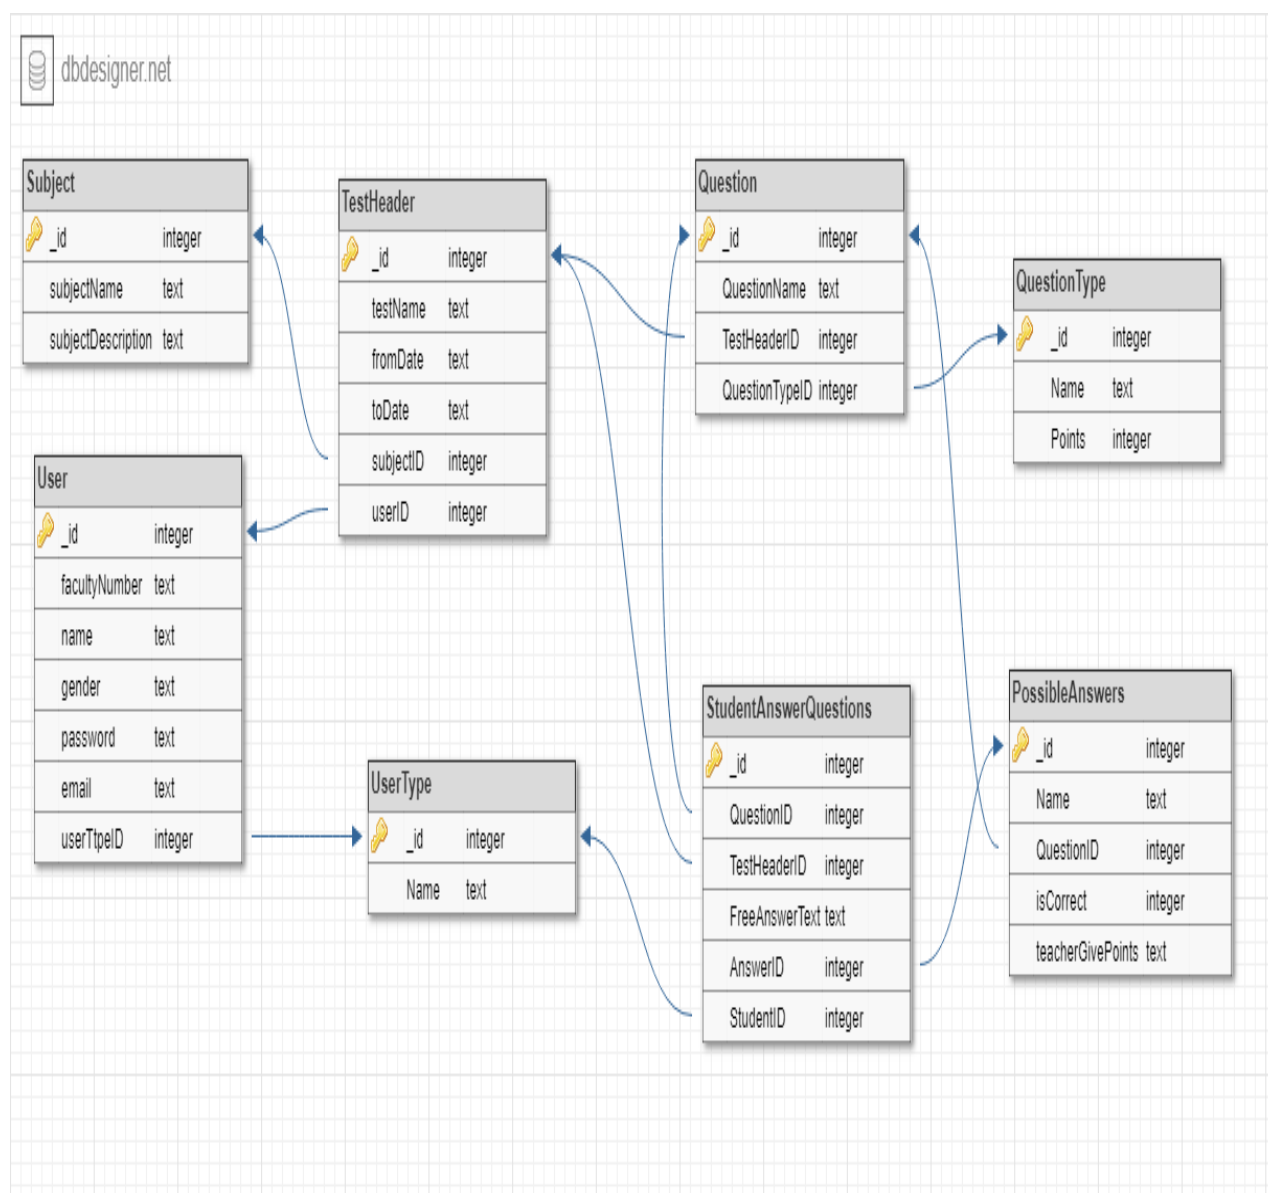 dbdesigner.net
Subject
_id integer
subjectName text
subjectDescription text
TestHeader
_id integer
testName text
fromDate text
toDate text
subjectID integer
userID integer
Question
_id integer
QuestionName text
TestHeaderID integer
QuestionTypeID integer
QuestionType
_id integer
Name text
Points integer
User
_id integer
facultyNumber text
name text
gender text
password text
email text
userTtpeID integer
UserType
_id integer
Name text
StudentAnswerQuestions
_id integer
QuestionID integer
TestHeaderID integer
FreeAnswerText text
AnswerID integer
StudentID integer
PossibleAnswers
_id integer
Name text
QuestionID integer
isCorrect integer
teacherGivePoints text